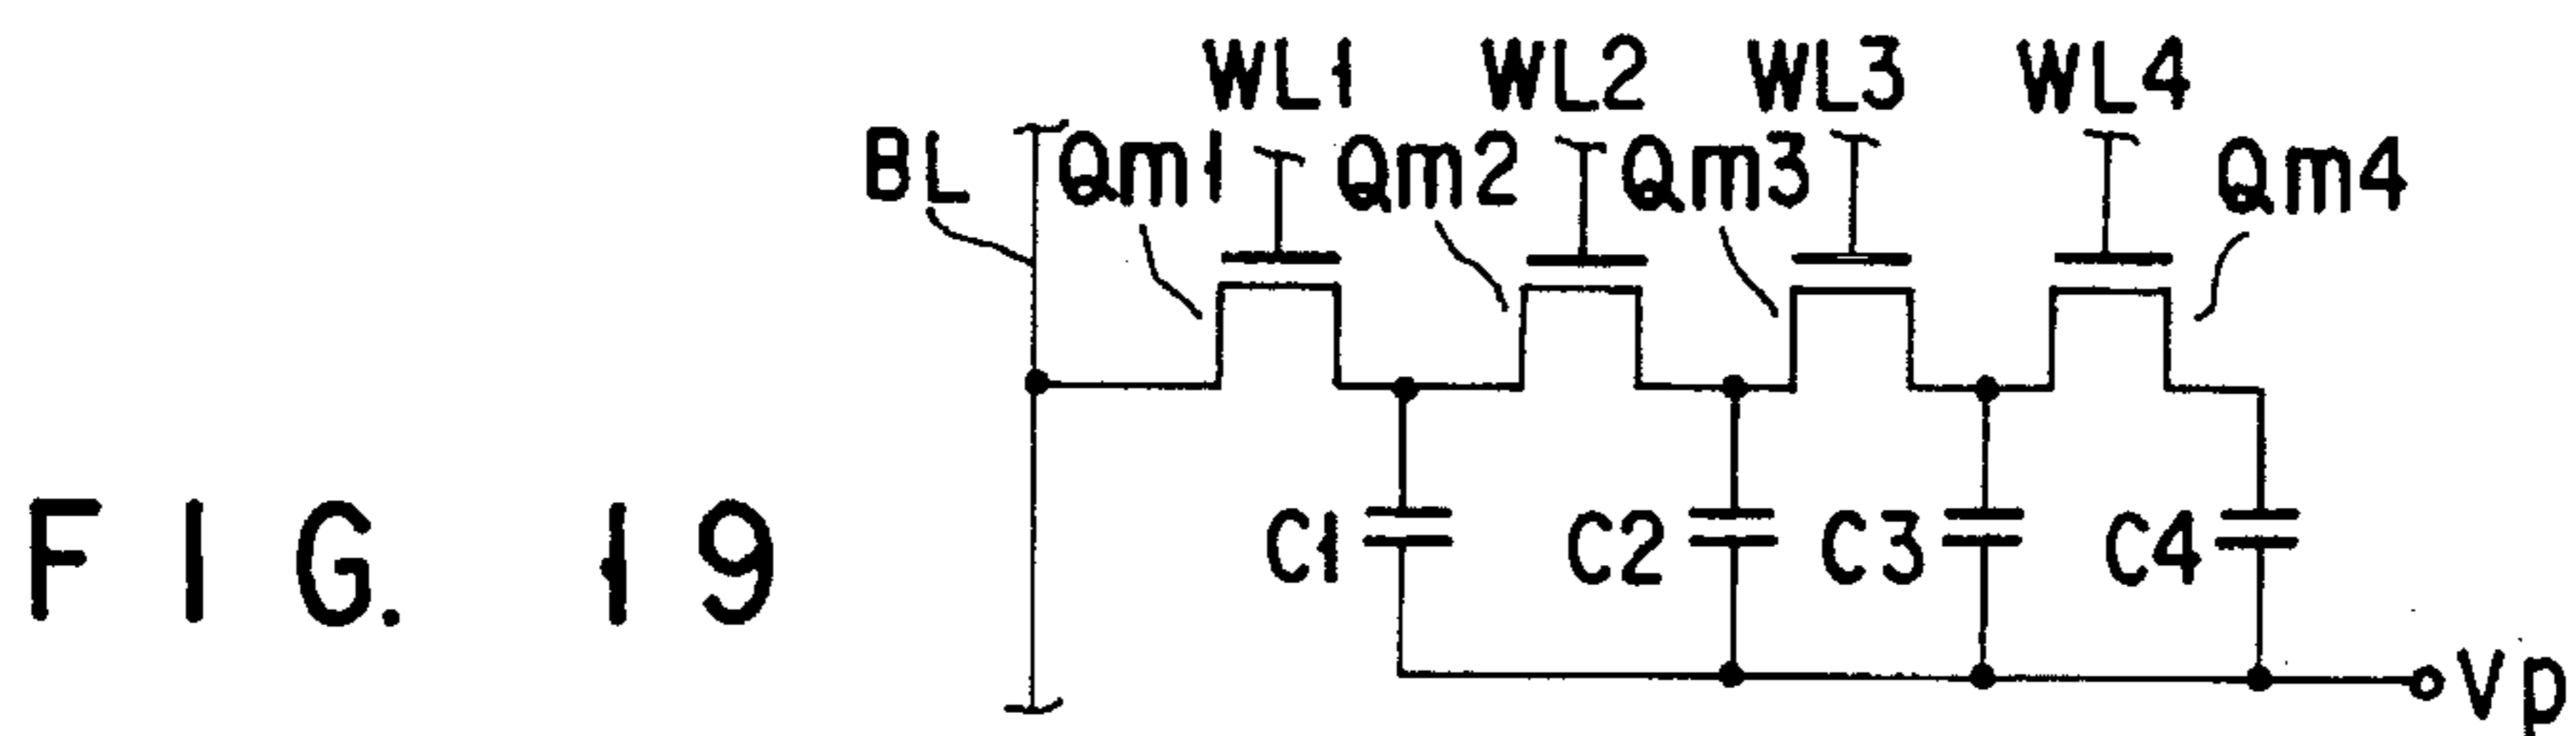 WL1 WL2 WL3 WL4
BL Qm1 Qm2 Qm3 Qm4
C1 C2 C3 C4
FIG. 19
Vp